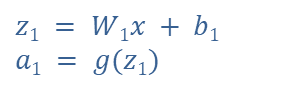 z₁ = W₁x + b₁
a₁ = g(z₁)